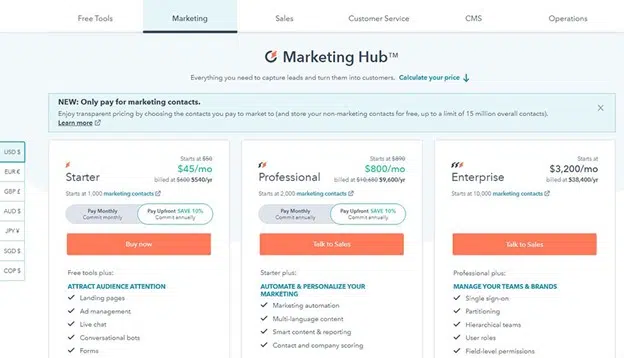 Free Tools
Marketing
Sales
Customer Service
CMS
Operations
Marketing Hub™
Everything you need to capture leads and turn them into customers. Calculate your price
NEW: Only pay for marketing contacts.
Enjoy transparent pricing by choosing the contacts you pay to market to (and store your non-marketing contacts for free, up to a limit of 15 million overall contacts).
Learn more
USD $
EUR €
GBP £
AUD $
JPY ¥
SGD $
COP $
Starts at $50
Starter
$45/mo
billed at $600 $540/yr
Starts at 1,000 marketing contacts
Pay Monthly
Commit monthly
Pay Upfront SAVE 10%
Commit annually
Buy now
Free tools plus:
ATTRACT AUDIENCE ATTENTION
Landing pages
Ad management
Live chat
Conversational bots
Forms
Starts at $890
Professional
$800/mo
billed at $10,680 $9,600/yr
Starts at 2,000 marketing contacts
Pay Monthly
Commit annually
Pay Upfront SAVE 10%
Commit annually
Talk to Sales
Starter plus:
AUTOMATE & PERSONALIZE YOUR
MARKETING
Marketing automation
Multi-language content
Smart content & reporting
Contact and company scoring
Starts at
Enterprise
$3,200/mo
billed at $38,400/yr
Starts at 10,000 marketing contacts
Talk to Sales
Professional plus:
MANAGE YOUR TEAMS & BRANDS
Single sign-on
Partitioning
Hierarchical teams
User roles
Field-level permissions